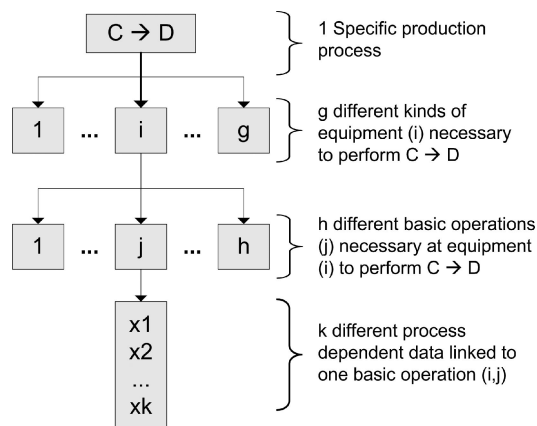 C → D
1 Specific production
process
1 ... i ... g
g different kinds of
equipment (i) necessary
to perform C → D
1 ... j ... h
h different basic operations
(j) necessary at equipment
(i) to perform C → D
x1
x2
...
xk
k different process
dependent data linked to
one basic operation (i,j)